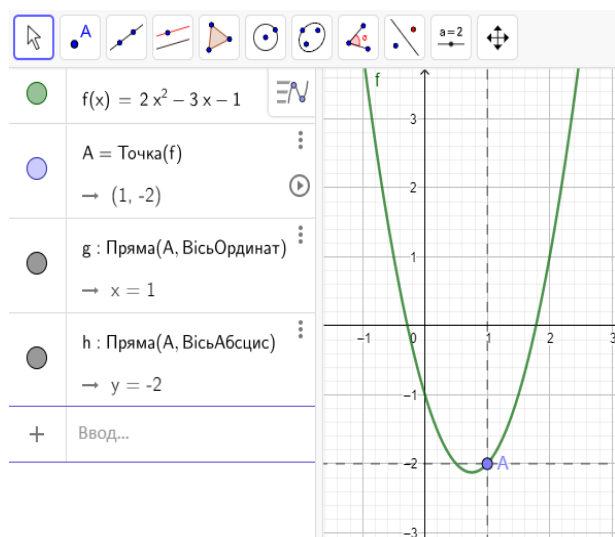 A
a=2
f(x) = 2x² − 3x − 1
A = Точка(f)
→ (1, -2)
g : Пряма(A, ВісьОрдинат)
→ x = 1
h : Пряма(A, ВісьАбсцис)
→ y = -2
+ Ввод...
f
3
2
1
−1 0 1 2 3
−1
−2 A
−3